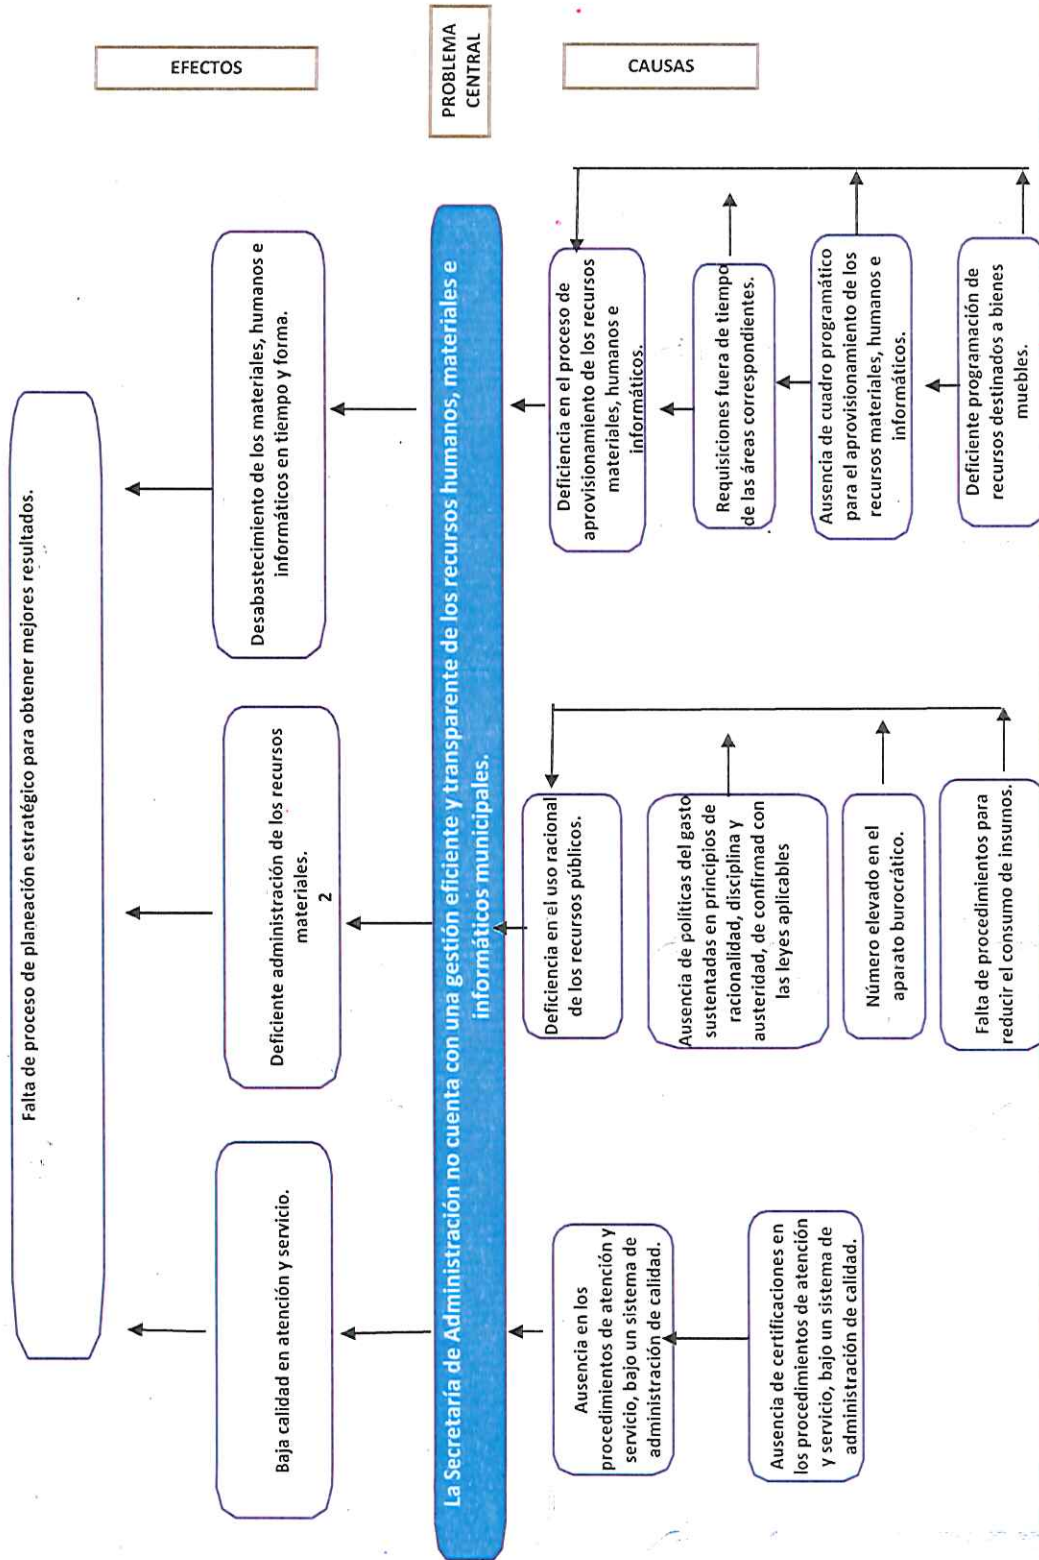 Falta de proceso de planeación estratégico para obtener mejores resultados.
EFECTOS
Baja calidad en atención y servicio.
Deficiente administración de los recursos
materiales.
2
Desabastecimiento de los materiales, humanos e
informáticos en tiempo y forma.
PROBLEMA
CENTRAL
La Secretaría de Administración no cuenta con una gestión eficiente y transparente de los recursos humanos, materiales e
informáticos municipales.
CAUSAS
Ausencia en los
procedimientos de atención y
servicio, bajo un sistema de
administración de calidad.
Ausencia de certificaciones en
los procedimientos de atención
y servicio, bajo un sistema de
administración de calidad.
Deficiencia en el uso racional
de los recursos públicos.
Ausencia de políticas del gasto
sustentadas en principios de
racionalidad, disciplina y
austeridad, de confirmad con
las leyes aplicables
Número elevado en el
aparato burocrático.
Falta de procedimientos para
reducir el consumo de insumos.
Deficiencia en el proceso de
aprovisionamiento de los recursos
materiales, humanos e
informáticos.
Requisiciones fuera de tiempo
de las áreas correspondientes.
Ausencia de cuadro programático
para el aprovisionamiento de los
recursos materiales, humanos e
informáticos.
Deficiente programación de
recursos destinados a bienes
muebles.